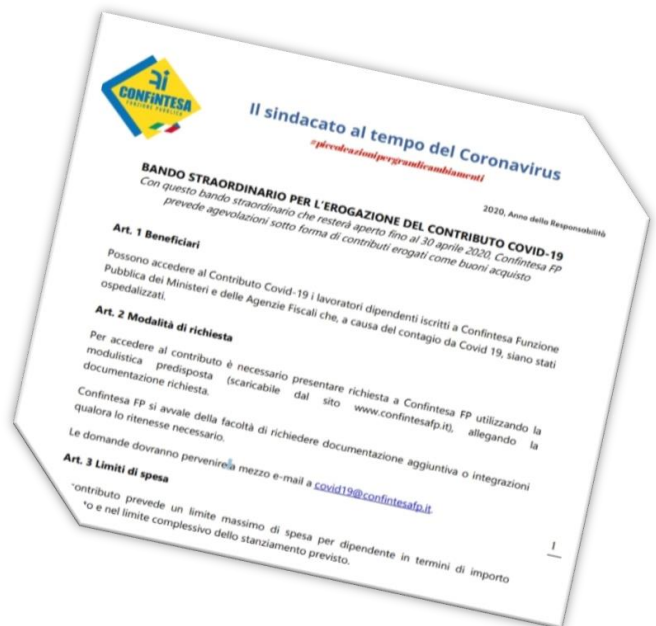 CONFINTESA
FUNZIONE PUBBLICA
Il sindacato al tempo del Coronavirus
#piccoleazionipergrandicambiamenti
2020, Anno della Responsabilità
BANDO STRAORDINARIO PER L'EROGAZIONE DEL CONTRIBUTO COVID-19
Con questo bando straordinario che resterà aperto fino al 30 aprile 2020, Confintesa FP
prevede agevolazioni sotto forma di contributi erogati come buoni acquisto
Art. 1 Beneficiari
Possono accedere al Contributo Covid-19 i lavoratori dipendenti iscritti a Confintesa Funzione
Pubblica dei Ministeri e delle Agenzie Fiscali che, a causa del contagio da Covid 19, siano stati
ospedalizzati.
Art. 2 Modalità di richiesta
Per accedere al contributo è necessario presentare richiesta a Confintesa FP utilizzando la
modulistica predisposta (scaricabile dal sito www.confintesafp.it), allegando la
documentazione richiesta.
Confintesa FP si avvale della facoltà di richiedere documentazione aggiuntiva o integrazioni
qualora lo ritenesse necessario.
Le domande dovranno pervenire a mezzo e-mail a covid19@confintesafp.it.
Art. 3 Limiti di spesa
ontributo prevede un limite massimo di spesa per dipendente in termini di importo
o e nel limite complessivo dello stanziamento previsto.
1